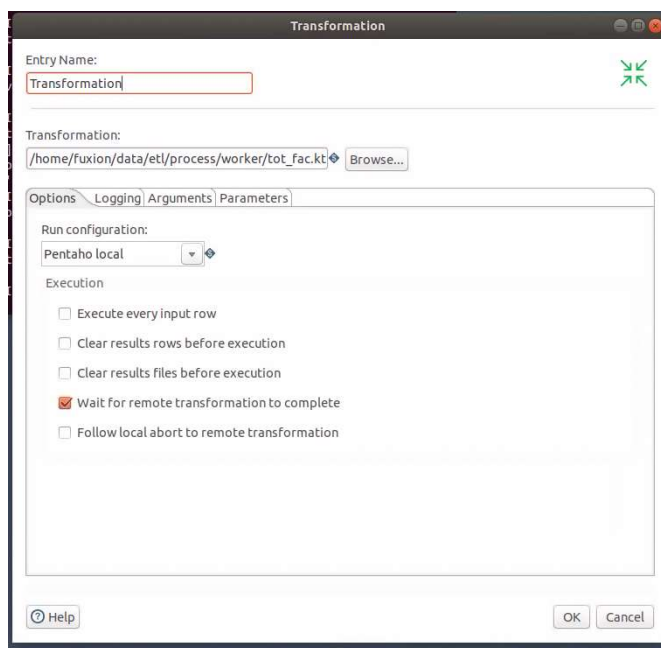 Transformation
Entry Name:
Transformation
Transformation:
/home/fuxion/data/etl/process/worker/tot_fac.kt
Browse...
Options Logging Arguments Parameters
Run configuration:
Pentaho local
Execution
Execute every input row
Clear results rows before execution
Clear results files before execution
Wait for remote transformation to complete
Follow local abort to remote transformation
Help
OK Cancel